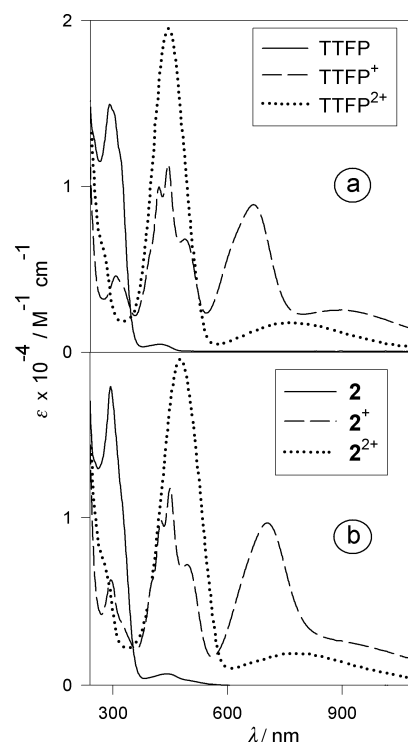 2
TTFP
TTFP+
TTFP2+
a
1
ε x 10-4 / M-1 cm-1
0
2
2+
22+
1
b
0
300 600 900
λ / nm